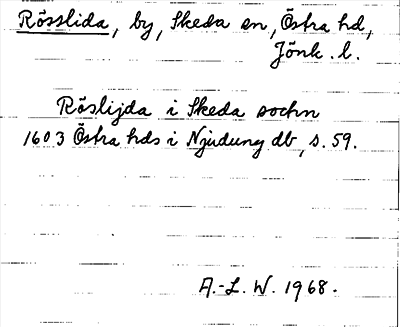 Rösslida, by, Skeda sn, Östra hd,
Jönk. l.
Röslijda i Skeda sochn
1603 Östra hds i Njudung db, s. 59.
A.-L. W. 1968.